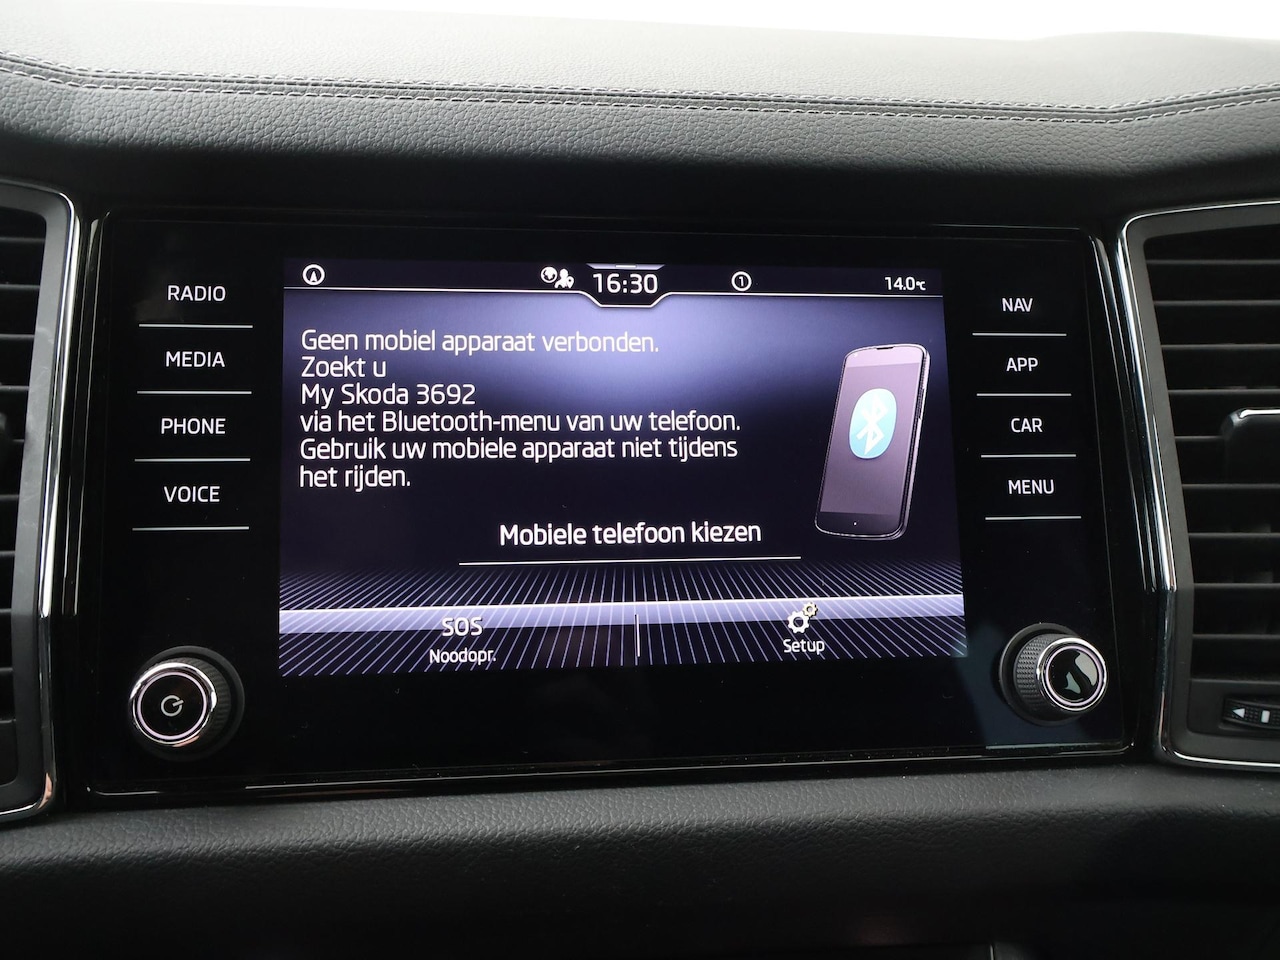 16:30
1
14.0°C
RADIO
MEDIA
PHONE
VOICE
Geen mobiel apparaat verbonden.
Zoekt u
My Skoda 3692
via het Bluetooth-menu van uw telefoon.
Gebruik uw mobiele apparaat niet tijdens
het rijden.
Mobiele telefoon kiezen
SOS
Noodopr.
Setup
NAV
APP
CAR
MENU